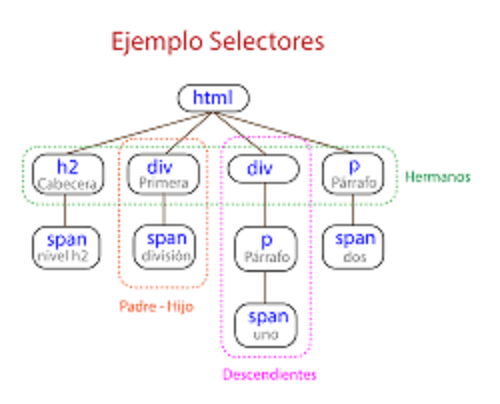 Ejemplo Selectores
html
h2
Cabecera
div
Primera
div
p
Párrafo
Hermanos
span
nivel h2
span
división
p
Párrafo
span
dos
Padre - Hijo
span
uno
Descendientes